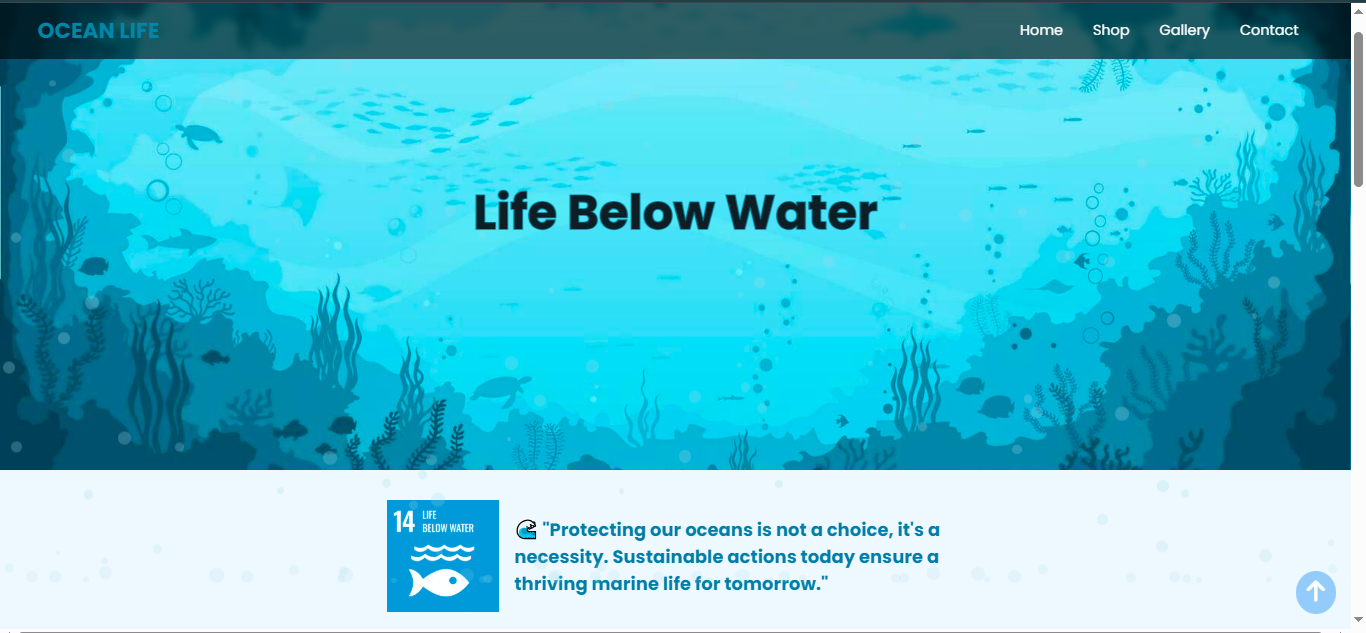 OCEAN LIFE
Home Shop Gallery Contact
Life Below Water
14 LIFE
BELOW WATER
🌊 "Protecting our oceans is not a choice, it's a
necessity. Sustainable actions today ensure a
thriving marine life for tomorrow."